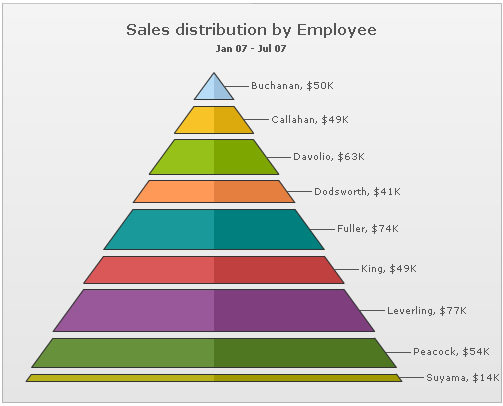 Sales distribution by Employee
Jan 07 - Jul 07
Buchanan, $50K
Callahan, $49K
Davolio, $63K
Dodsworth, $41K
Fuller, $74K
King, $49K
Leverling, $77K
Peacock, $54K
Suyama, $14K